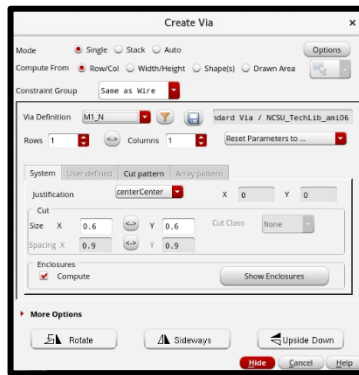 Create Via ×
Mode Single Stack Auto Options
Compute From Row/Col Width/Height Shape(s) Drawn Area
Constraint Group Same as Wire
Via Definition M1_N ndard Via / NCSU_TechLib_ami06
Rows 1 <-> Columns 1 Reset Parameters to ...
System User defined Cut pattern Array pattern
Justification centerCenter X 0 Y 0
Cut
Size X 0.6 <-> Y 0.6 Cut Class None
Spacing X 0.9 <-> Y 0.9
Enclosures
Compute Show Enclosures
More Options
Rotate Sideways Upside Down
Hide Cancel Help